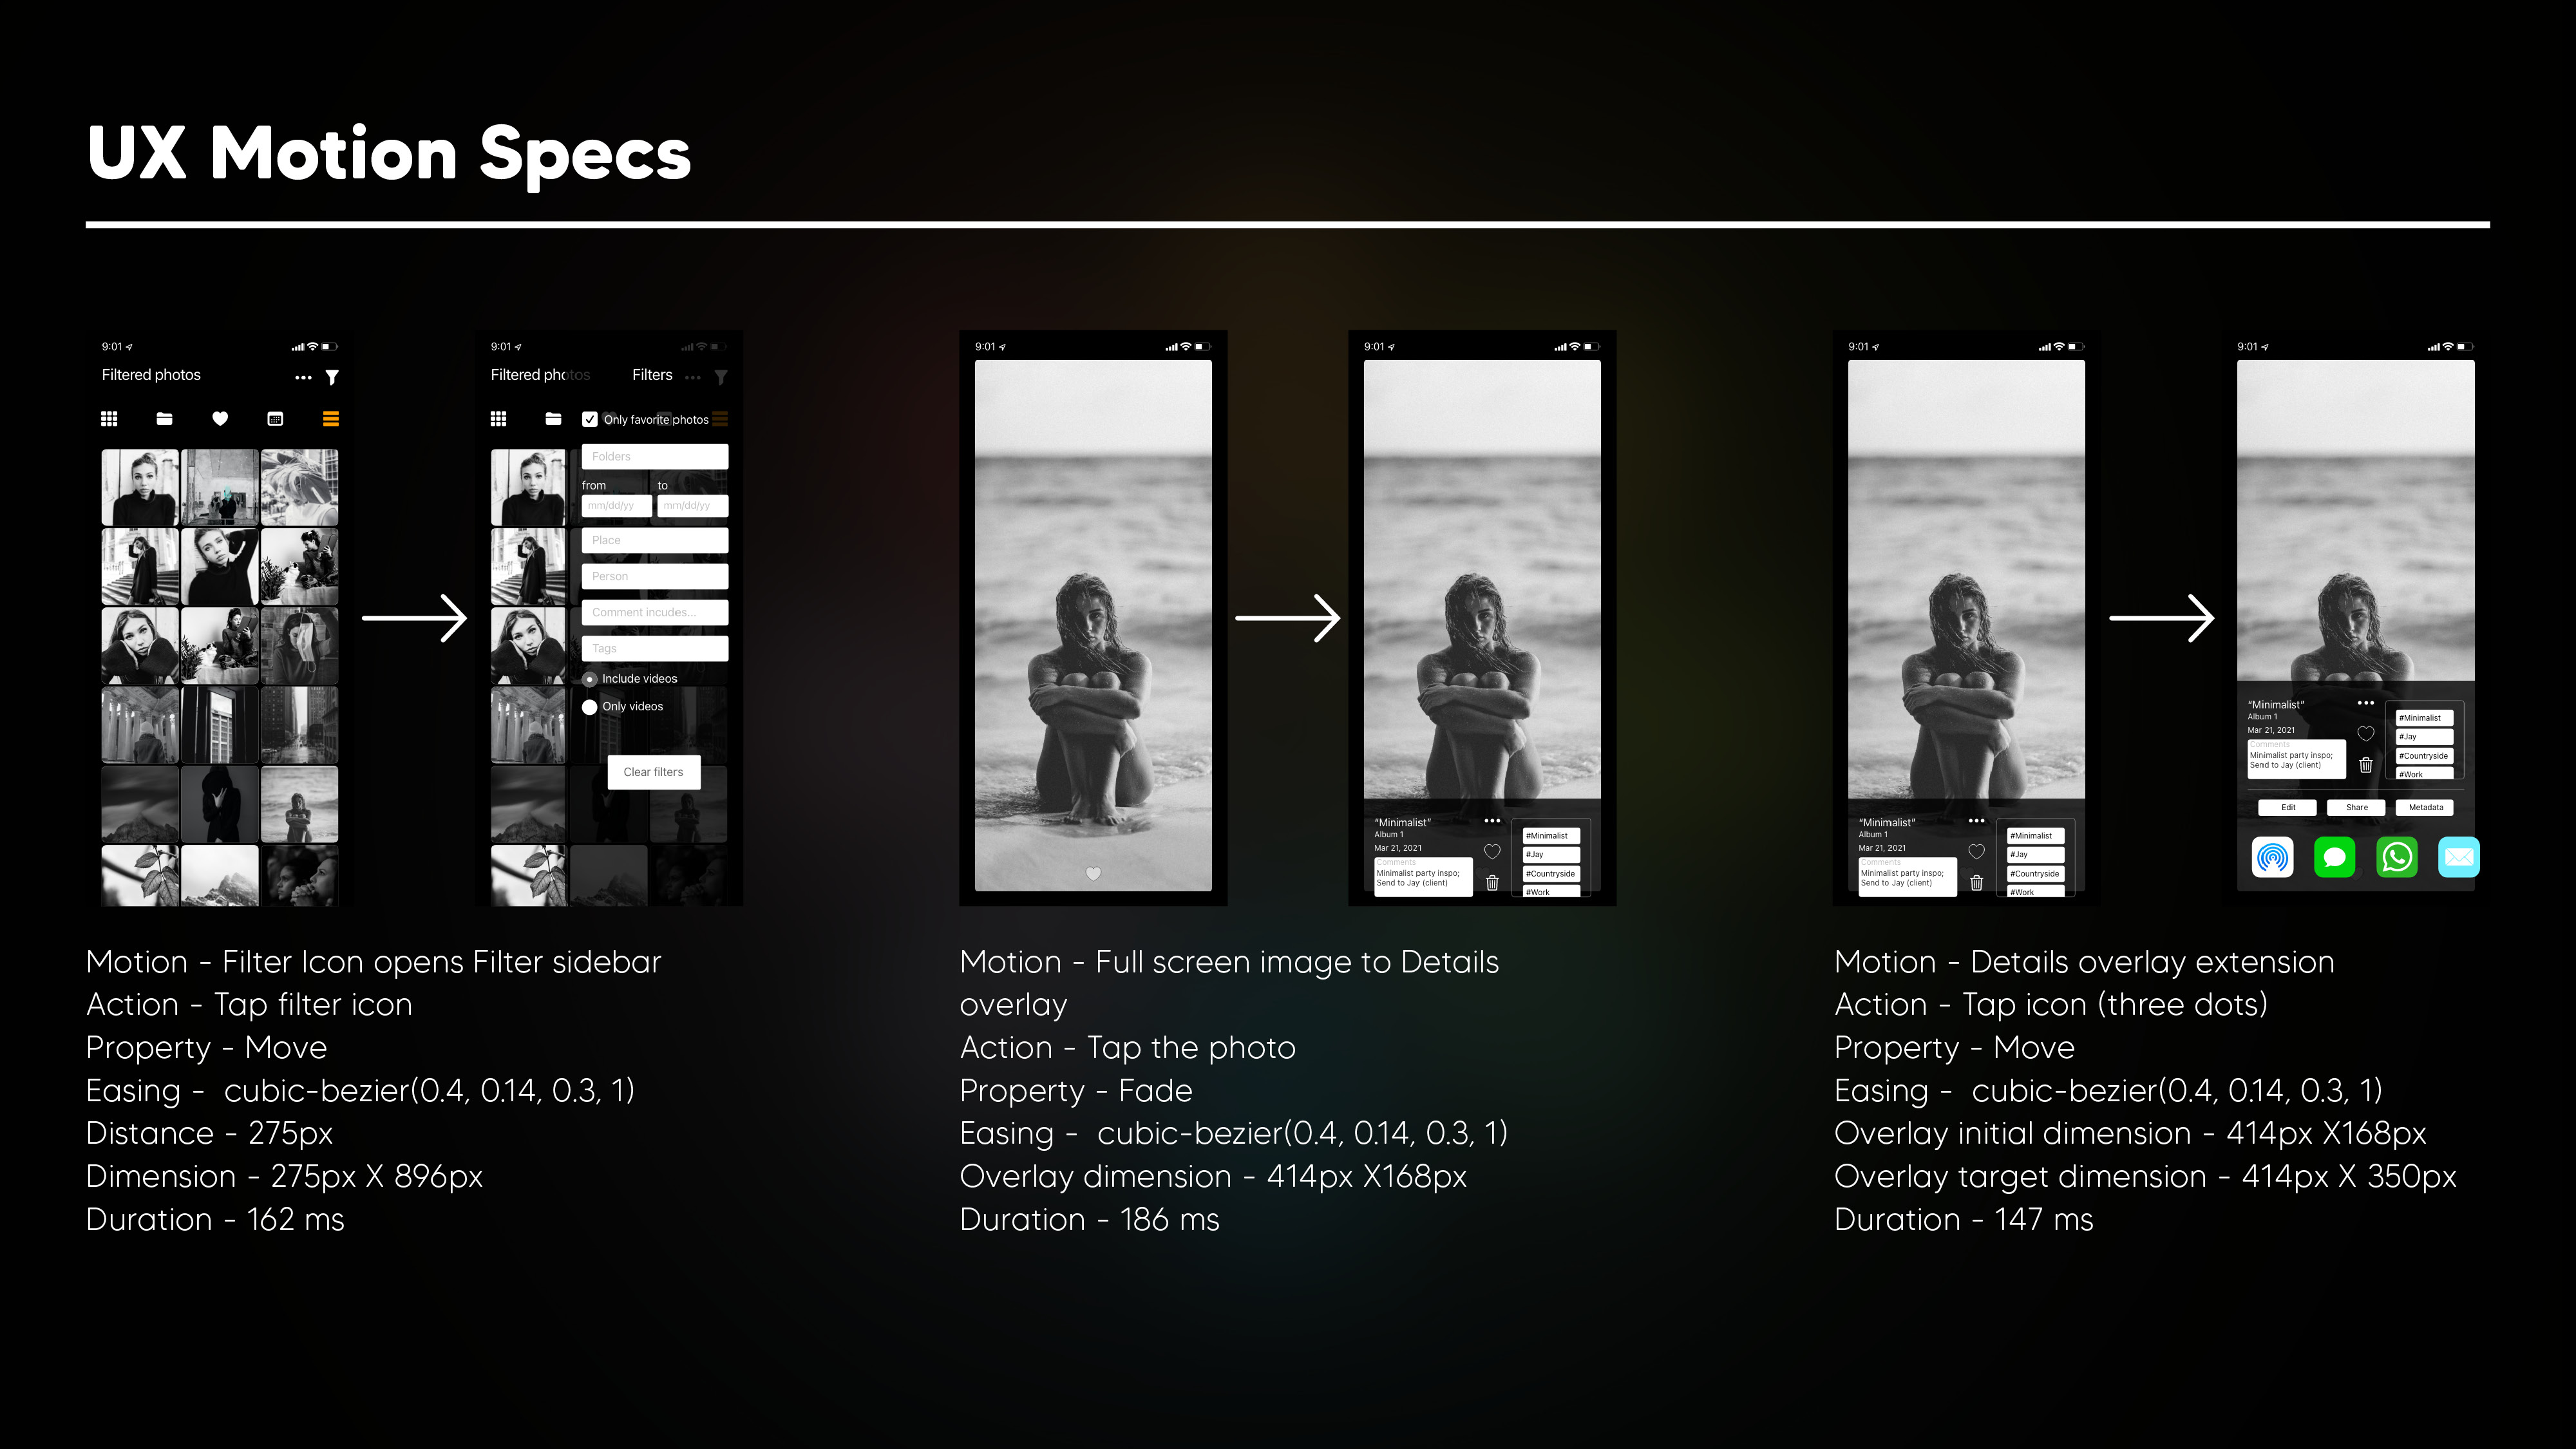 UX Motion Specs
9:01
Filtered photos
9:01
Filtered photos
Filters
Only favorite photos
Folders
from to
mm/dd/yy mm/dd/yy
Place
Person
Comment incudes...
Tags
Include videos
Only videos
Clear filters
Motion - Filter Icon opens Filter sidebar
Action - Tap filter icon
Property - Move
Easing - cubic-bezier(0.4, 0.14, 0.3, 1)
Distance - 275px
Dimension - 275px X 896px
Duration - 162 ms
9:01
9:01
“Minimalist”
Album 1
Mar 21, 2021
Comments
Minimalist party inspo;
Send to Jay (client)
#Minimalist
#Jay
#Countryside
#Work
Motion - Full screen image to Details
overlay
Action - Tap the photo
Property - Fade
Easing - cubic-bezier(0.4, 0.14, 0.3, 1)
Overlay dimension - 414px X168px
Duration - 186 ms
9:01
“Minimalist”
Album 1
Mar 21, 2021
Comments
Minimalist party inspo;
Send to Jay (client)
#Minimalist
#Jay
#Countryside
#Work
9:01
“Minimalist”
Album 1
Mar 21, 2021
Comments
Minimalist party inspo;
Send to Jay (client)
#Minimalist
#Jay
#Countryside
#Work
Edit Share Metadata
Motion - Details overlay extension
Action - Tap icon (three dots)
Property - Move
Easing - cubic-bezier(0.4, 0.14, 0.3, 1)
Overlay initial dimension - 414px X168px
Overlay target dimension - 414px X 350px
Duration - 147 ms